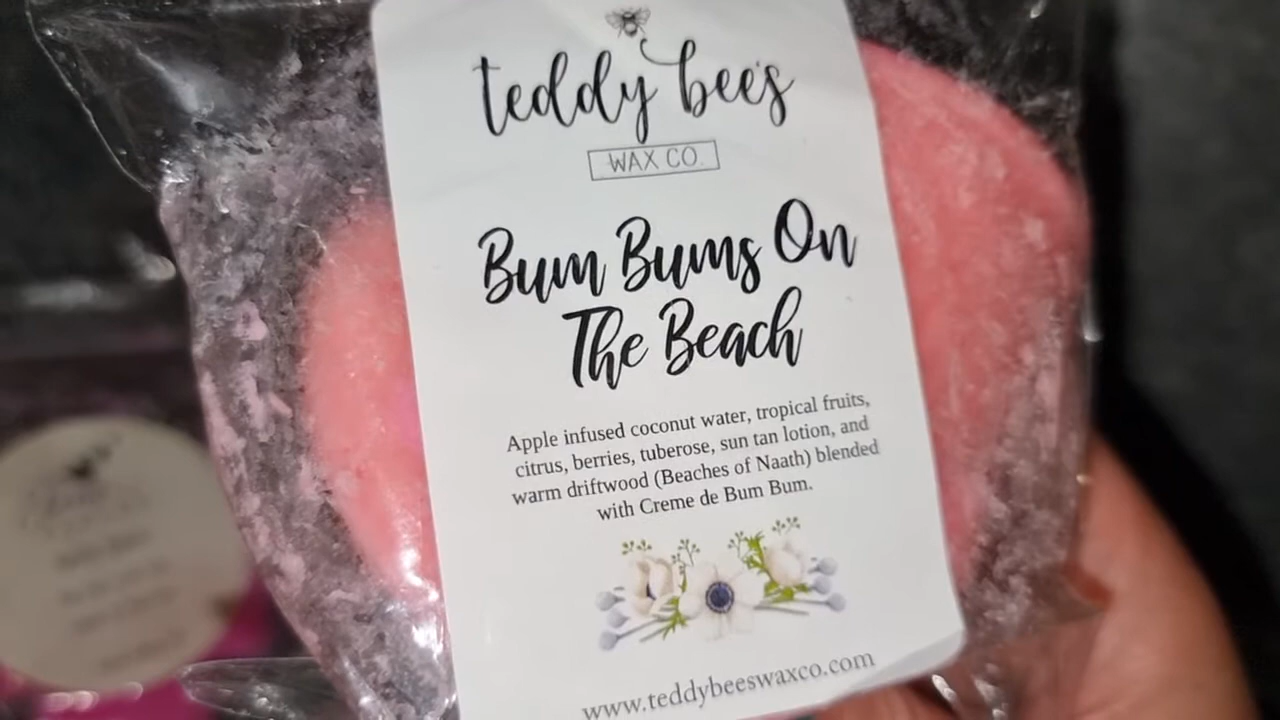 teddy bee's
WAX CO.
Bum Bums On
The Beach
Apple infused coconut water, tropical fruits,
citrus, berries, tuberose, sun tan lotion, and
warm driftwood (Beaches of Naath) blended
with Creme de Bum Bum.
www.teddybeeswaxco.com